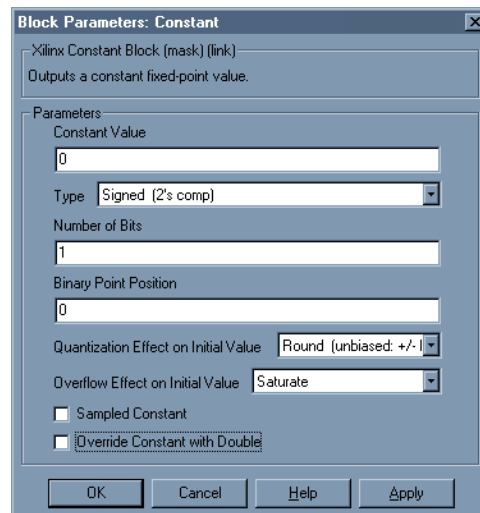 Block Parameters: Constant
Xilinx Constant Block (mask) (link)
Outputs a constant fixed-point value.
Parameters
Constant Value
0
Type Signed (2's comp)
Number of Bits
1
Binary Point Position
0
Quantization Effect on Initial Value Round (unbiased: +/-
Overflow Effect on Initial Value Saturate
Sampled Constant
Override Constant with Double
OK Cancel Help Apply